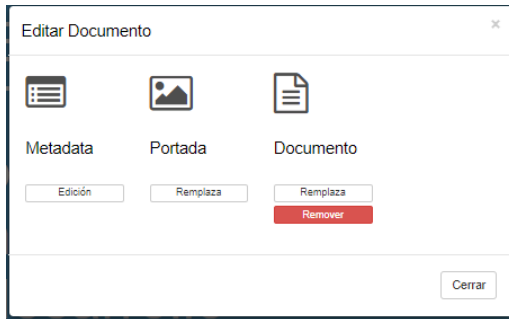 Editar Documento
×
Metadata
Portada
Documento
Edición
Remplaza
Remplaza
Remover
Cerrar